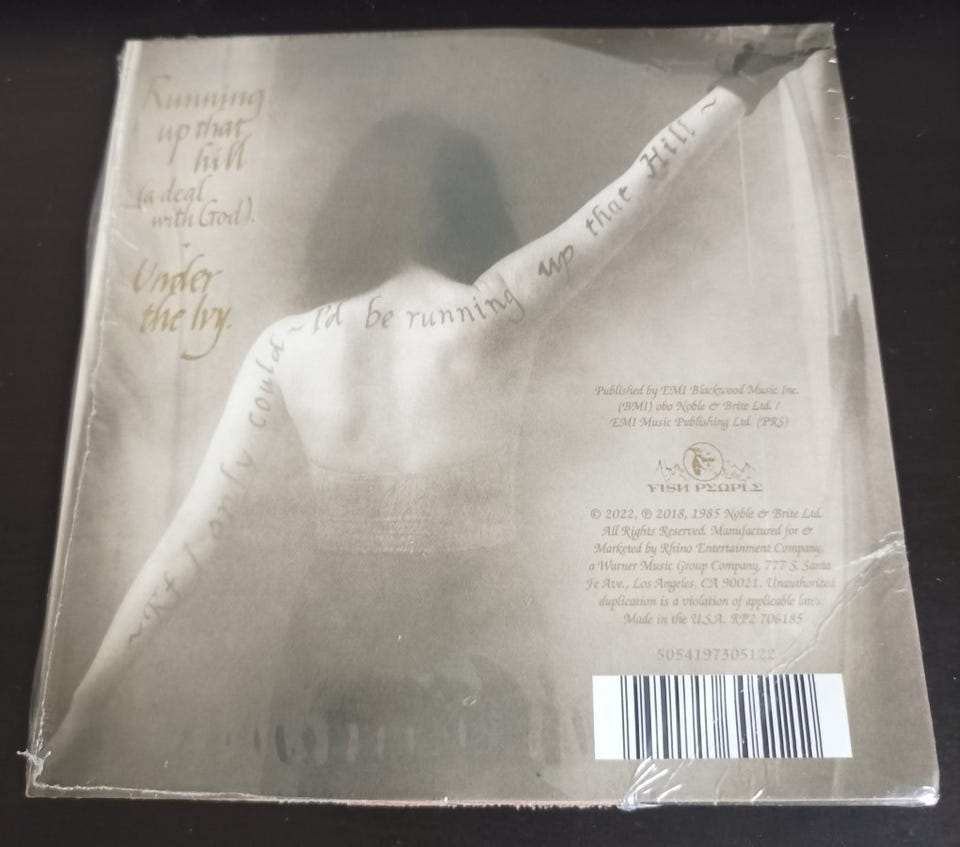 Running
up that
hill
(a deal
with God).
Under
the Ivy.
~ If I only could ~ I'd be running up that Hill ~
Published by EMI Blackwood Music Inc.
(BMI) obo Noble & Brite Ltd. /
EMI Music Publishing Ltd. (PRS)
FISH PEOPLE
© 2022, ℗ 2018, 1985 Noble & Brite Ltd.
All Rights Reserved. Manufactured for &
Marketed by Rhino Entertainment Company,
a Warner Music Group Company, 777 S. Santa
Fe Ave., Los Angeles, CA 90021. Unauthorized
duplication is a violation of applicable laws.
Made in the U.S.A. RP2 706185
5054197305122